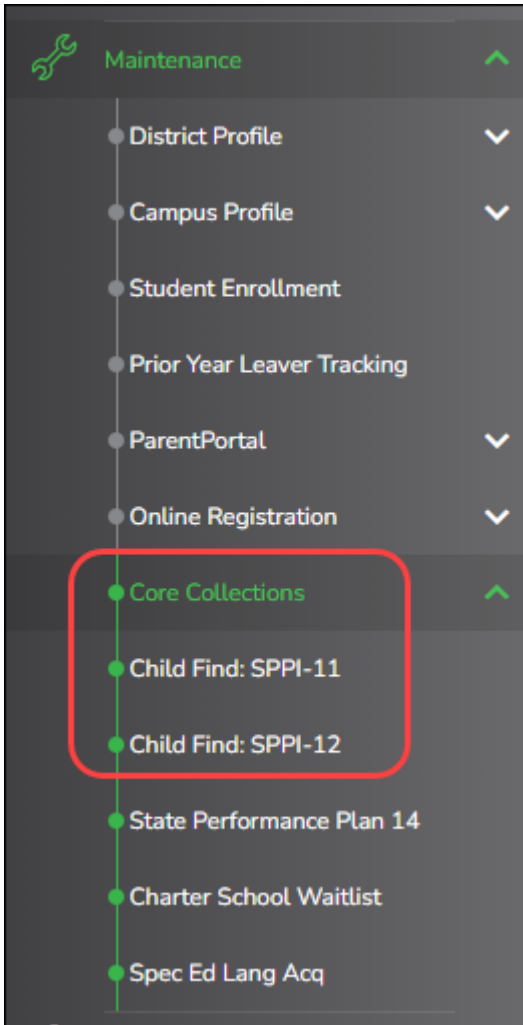 Maintenance
District Profile
Campus Profile
Student Enrollment
Prior Year Leaver Tracking
ParentPortal
Online Registration
Core Collections
Child Find: SPPI-11
Child Find: SPPI-12
State Performance Plan 14
Charter School Waitlist
Spec Ed Lang Acq